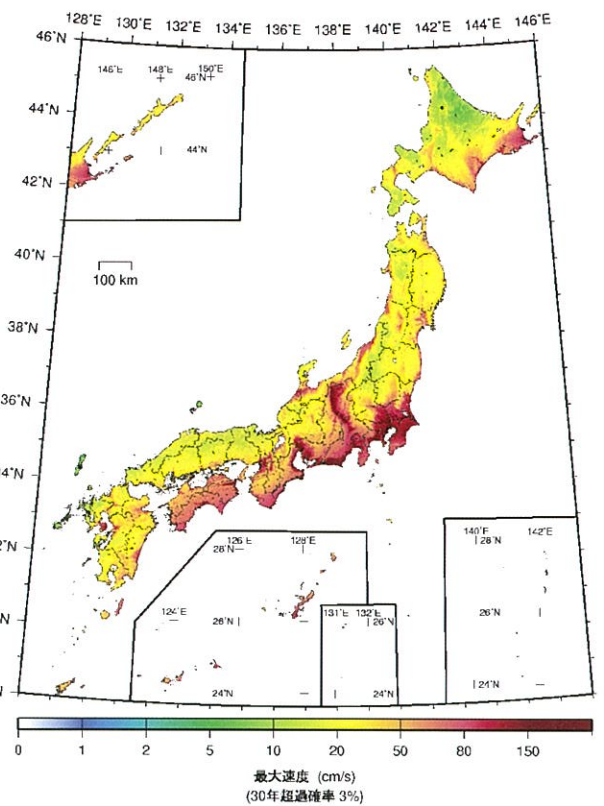 128°E 130°E 132°E 134°E 136°E 138°E 140°E 142°E 144°E 146°E
46°N
146°E 148°E 150°E
46°N
44°N
44°N
42°N
40°N
100 km
38°N
36°N
34°N
2°N
126°E 128°E
28°N
140°E 142°E
28°N
124°E
131°E 132°E
°N
26°N
26°N
26°N
24°N
24°N
24°N
0 1 2 5 10 20 50 80 150
最大速度 (cm/s)
(30年超過確率 3%)